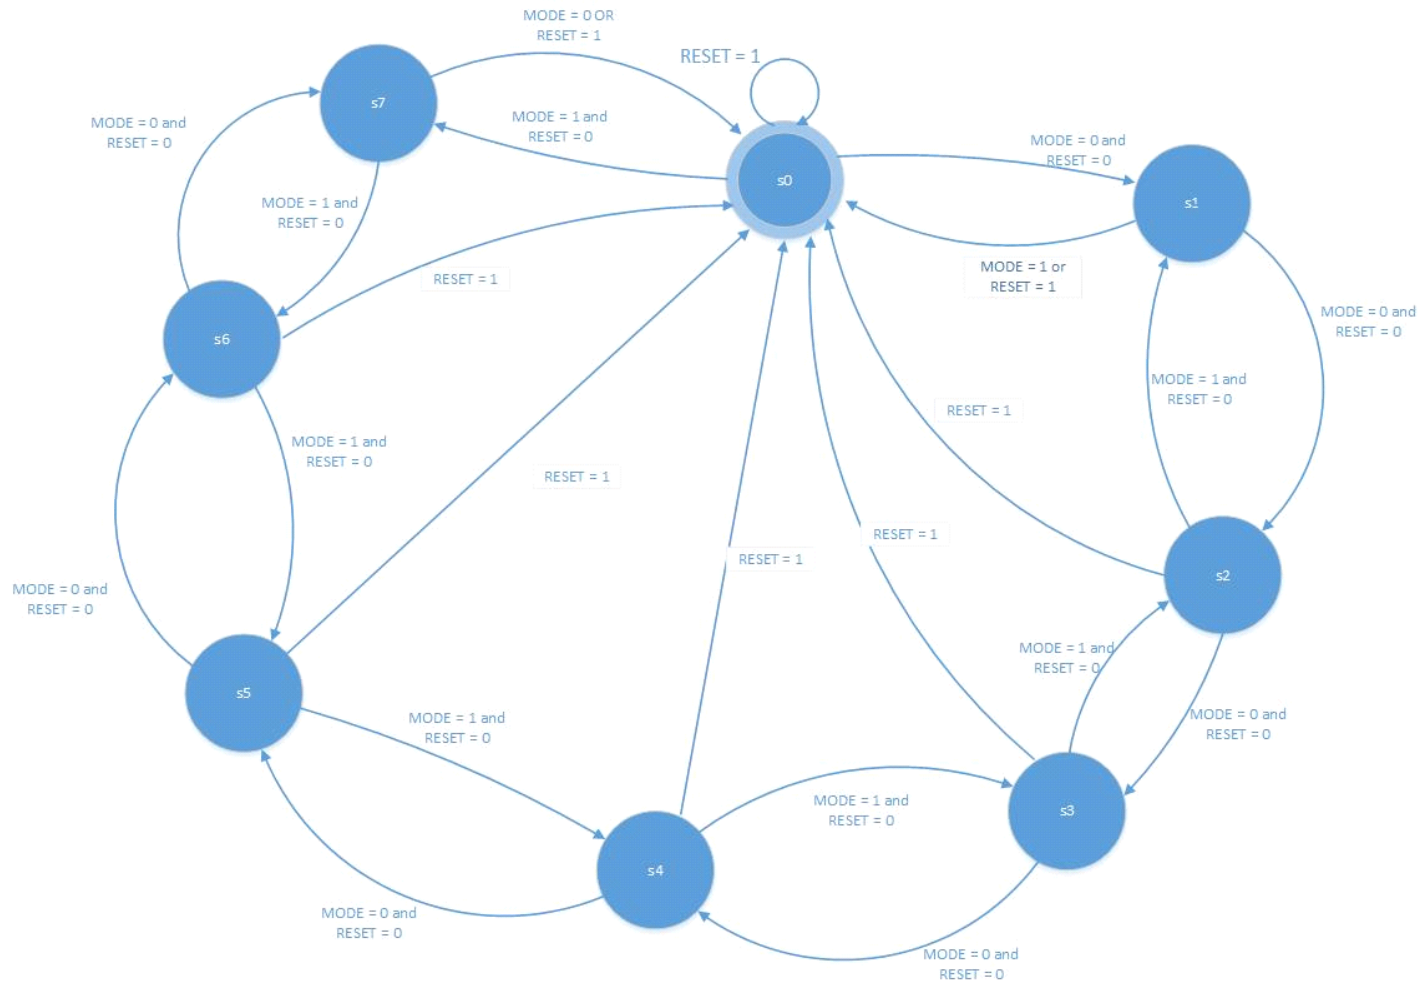 MODE = 0 OR
RESET = 1
RESET = 1
s7
MODE = 0 and
RESET = 0
MODE = 1 and
RESET = 0
MODE = 0 and
RESET = 0
s0
s1
MODE = 1 and
RESET = 0
RESET = 1
MODE = 1 or
RESET = 1
MODE = 0 and
RESET = 0
s6
MODE = 1 and
RESET = 0
RESET = 1
MODE = 1 and
RESET = 0
RESET = 1
RESET = 1
RESET = 1
s2
MODE = 0 and
RESET = 0
MODE = 1 and
RESET = 0
s5
MODE = 1 and
RESET = 0
MODE = 0 and
RESET = 0
MODE = 1 and
RESET = 0
s3
s4
MODE = 0 and
RESET = 0
MODE = 0 and
RESET = 0